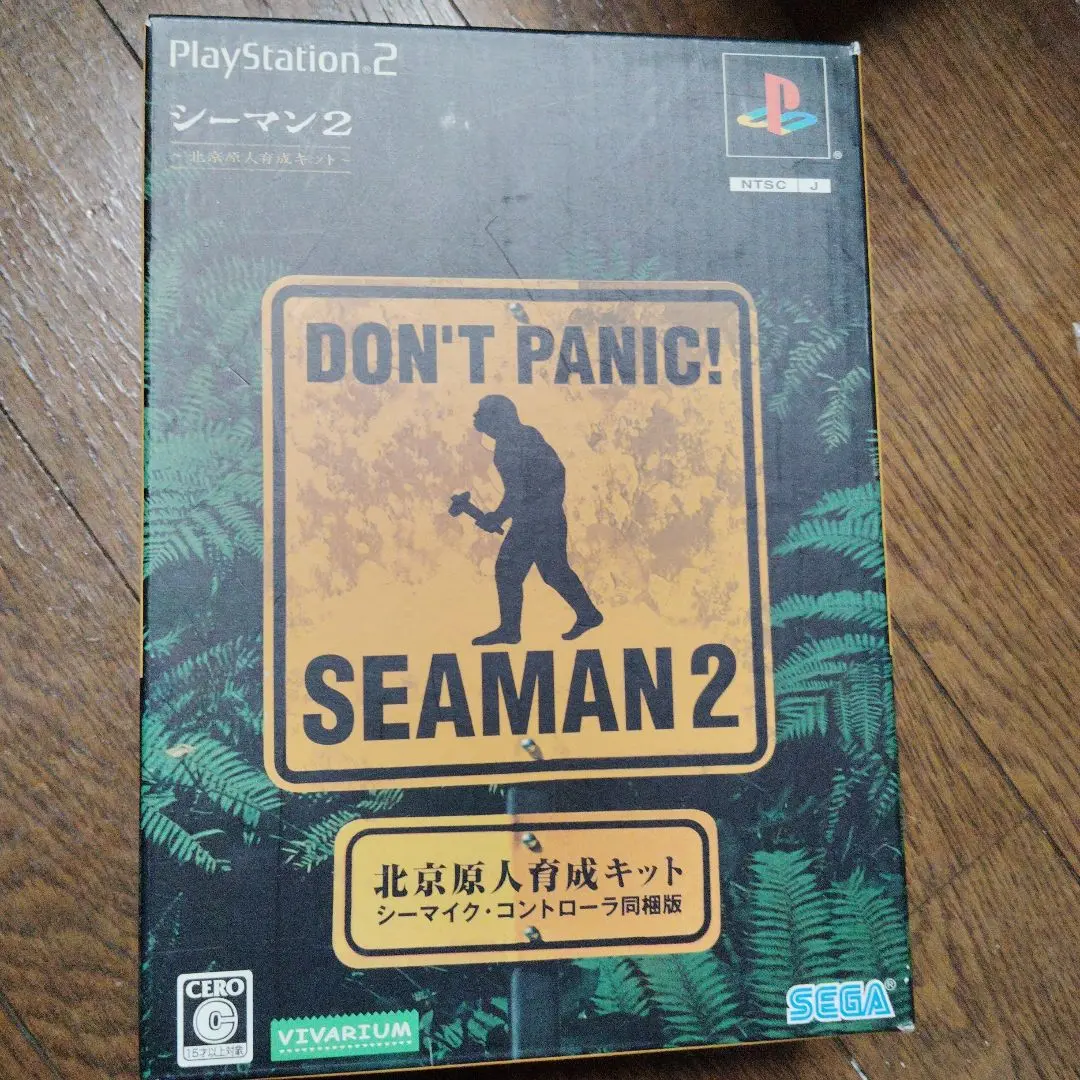 PlayStation®2
シーマン2
~北京原人育成キット~
®
NTSC J
DON'T PANIC!
SEAMAN 2
北京原人育成キット
シーマイク・コントローラ同梱版
CERO
C
15才以上対象
VIVARIUM
SEGA®